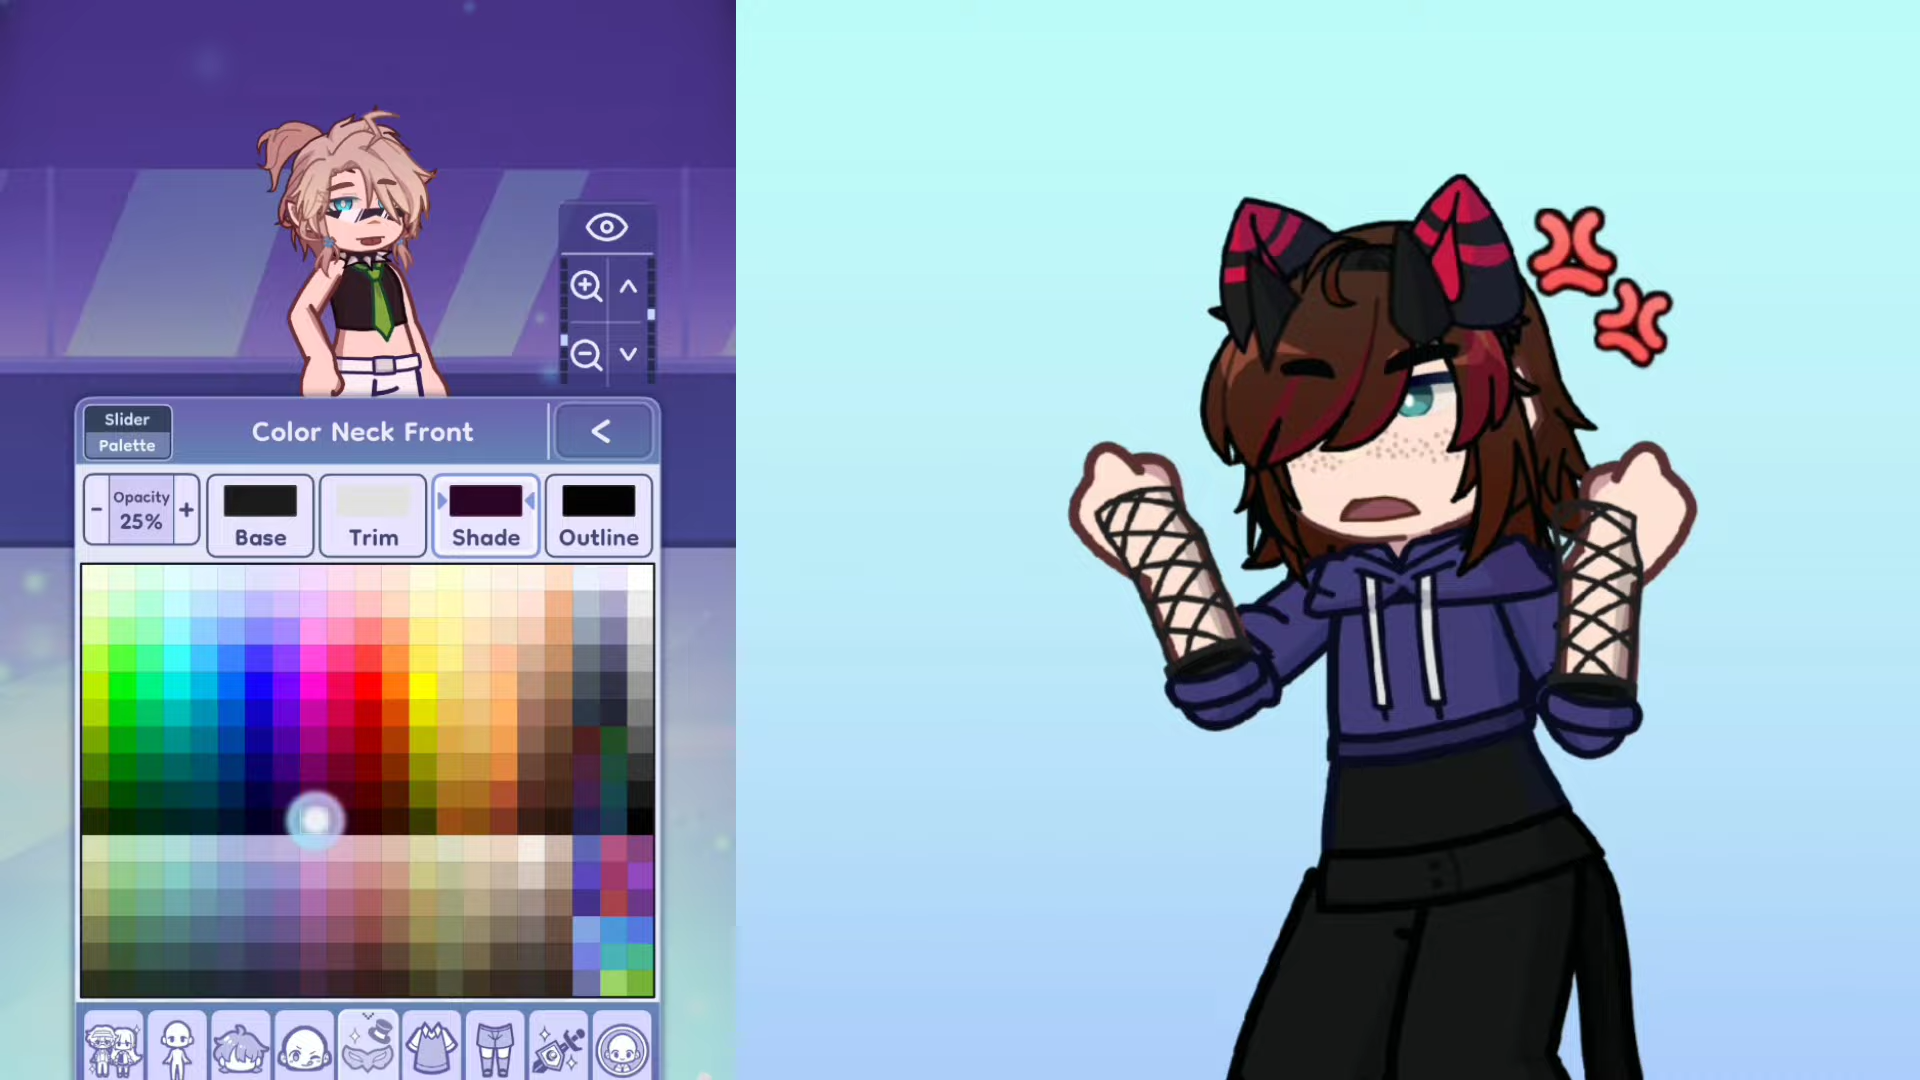 Slider
Palette
Color Neck Front
<
- Opacity +
25%
Base
Trim
Shade
Outline